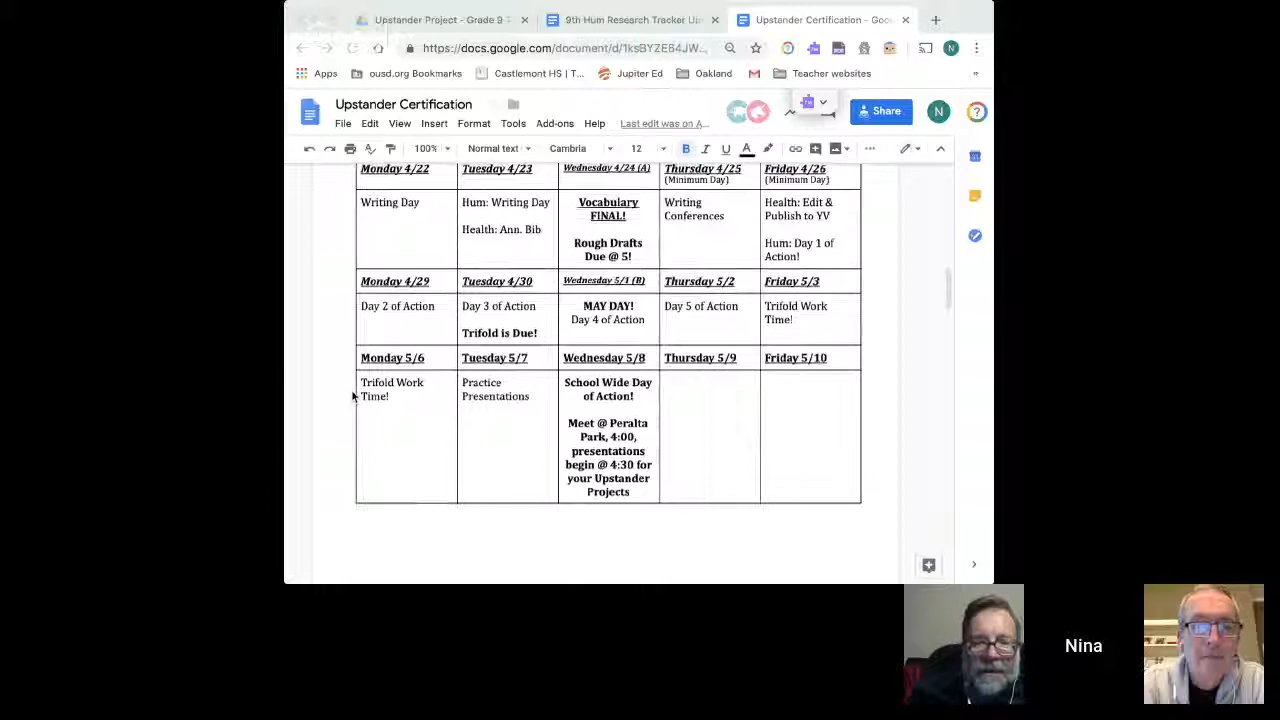 Upstander Project - Grade 9 T
9th Hum Research Tracker Up
Upstander Certification - Goo
https://docs.google.com/document/d/1ksBYZEB4JW...
Apps
ousd.org Bookmarks
Castlemont HS | T...
Jupiter Ed
Oakland
Teacher websites
Upstander Certification
Share
N
File Edit View Insert Format Tools Add-ons Help Last edit was on A...
100% Normal text Cambria 12 B I U A
Monday 4/22
Tuesday 4/23
Wednesday 4/24 (A)
Thursday 4/25
(Minimum Day)
Friday 4/26
(Minimum Day)
Writing Day
Hum: Writing Day
Health: Ann. Bib
Vocabulary
FINAL!
Rough Drafts
Due @ 5!
Writing
Conferences
Health: Edit &
Publish to YV
Hum: Day 1 of
Action!
Monday 4/29
Tuesday 4/30
Wednesday 5/1 (B)
Thursday 5/2
Friday 5/3
Day 2 of Action
Day 3 of Action
Trifold is Due!
MAY DAY!
Day 4 of Action
Day 5 of Action
Trifold Work
Time!
Monday 5/6
Tuesday 5/7
Wednesday 5/8
Thursday 5/9
Friday 5/10
Trifold Work
Time!
Practice
Presentations
School Wide Day
of Action!
Meet @ Peralta
Park, 4:00,
presentations
begin @ 4:30 for
your Upstander
Projects
Nina